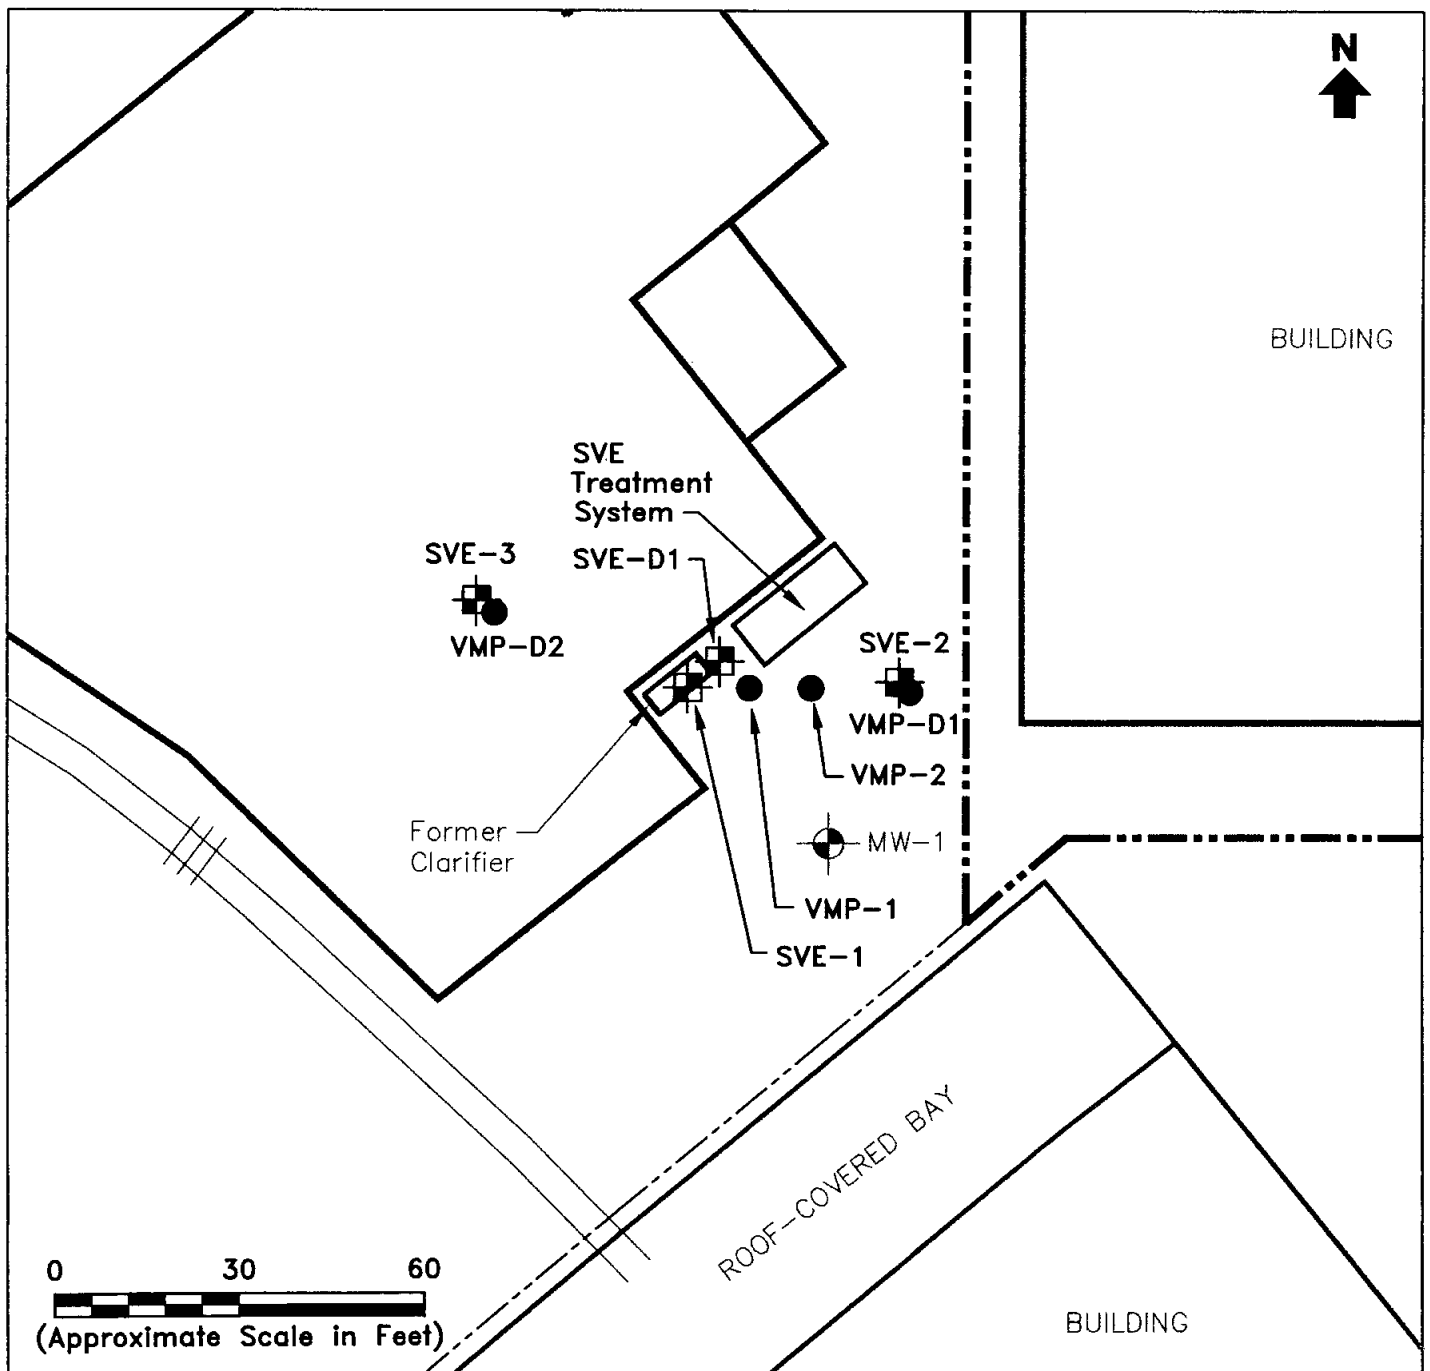 N
BUILDING
SVE
Treatment
System
SVE-D1
SVE-3
VMP-D2
SVE-2
VMP-D1
VMP-2
Former
Clarifier
MW-1
VMP-1
SVE-1
ROOF-COVERED BAY
0 30 60
(Approximate Scale in Feet)
BUILDING